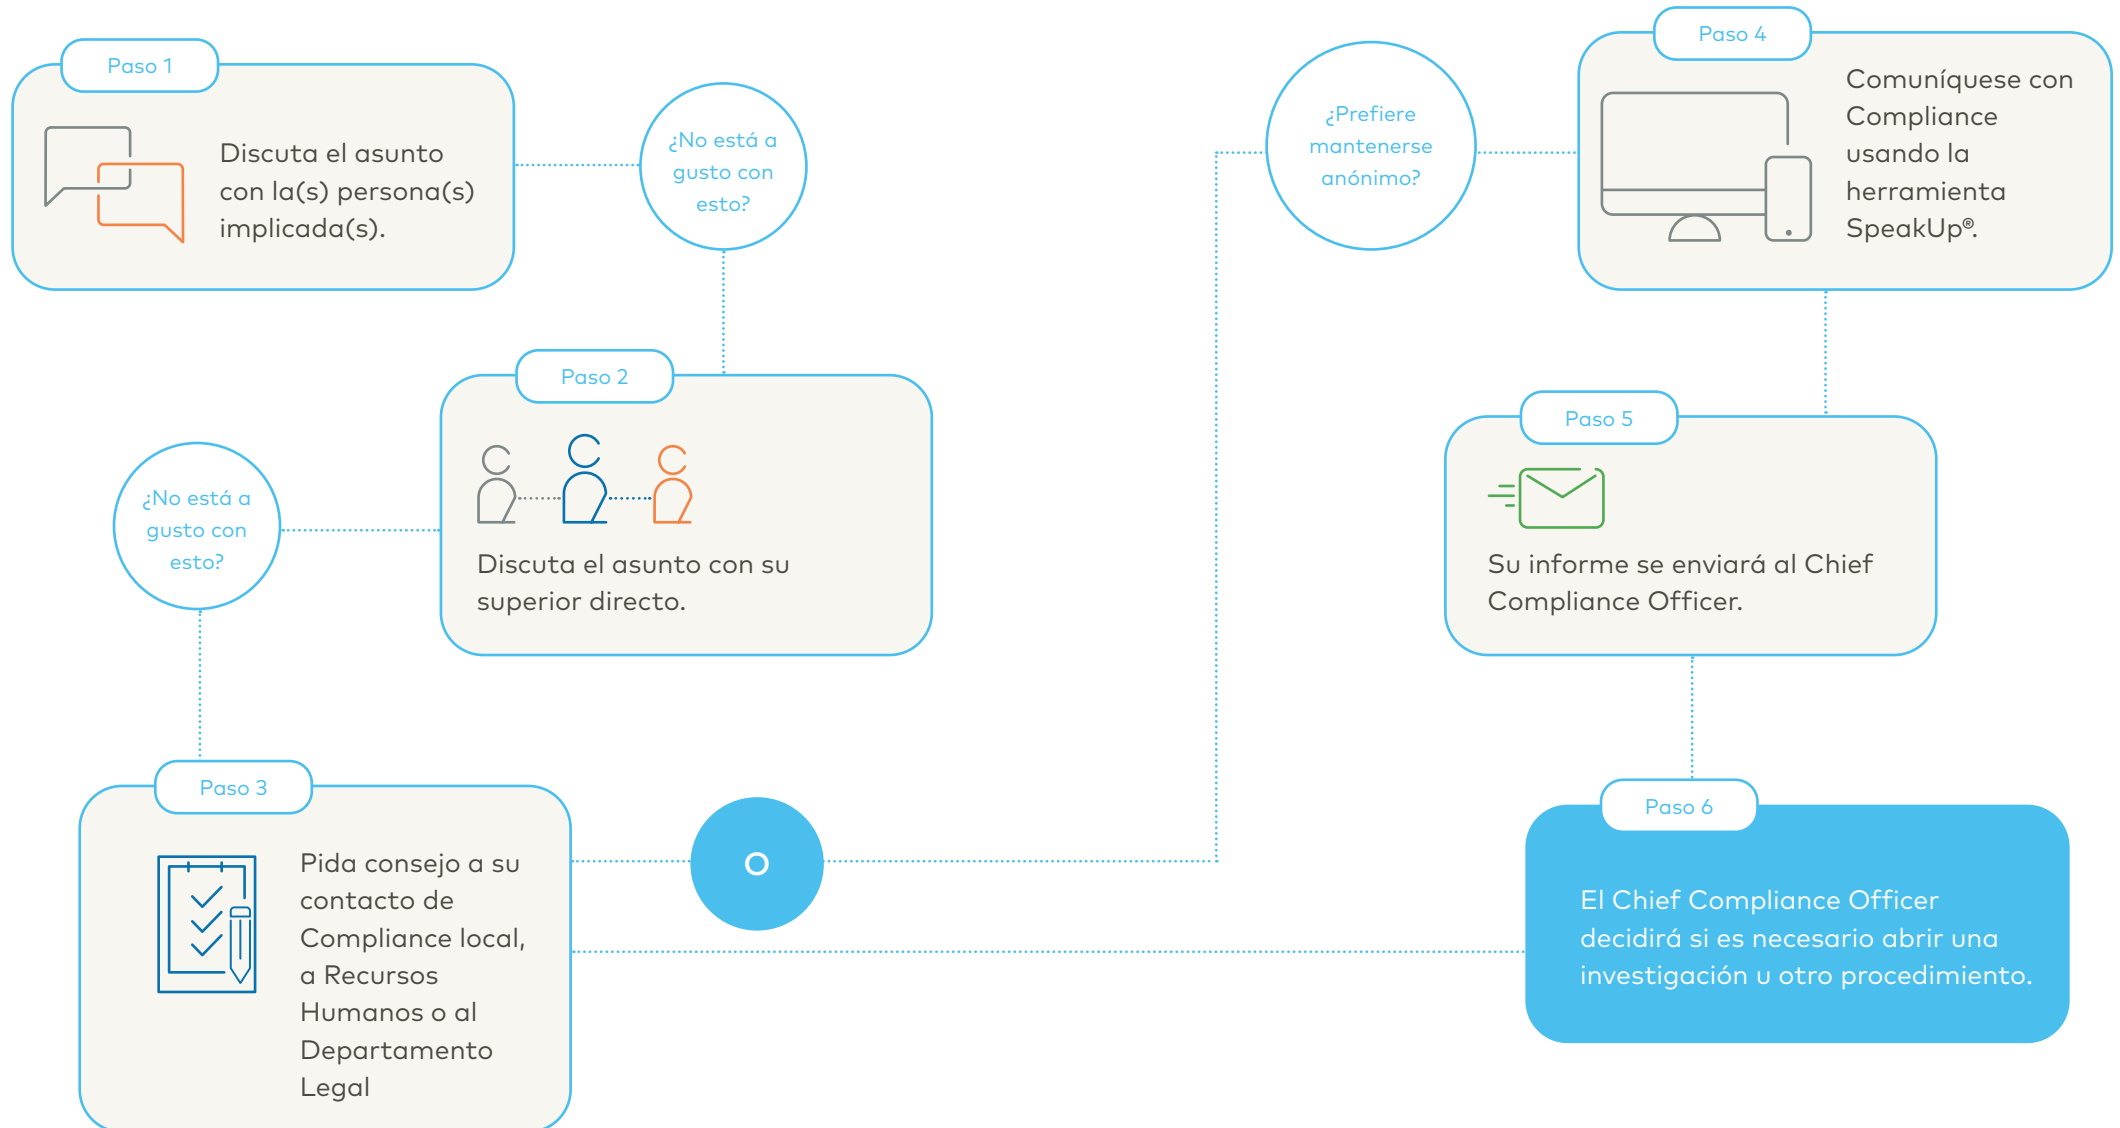 Paso 1
Discuta el asunto
con la(s) persona(s)
implicada(s).
¿No está a
gusto con
esto?
Paso 2
Discuta el asunto con su
superior directo.
¿No está a
gusto con
esto?
Paso 3
Pida consejo a su
contacto de
Compliance local,
a Recursos
Humanos o al
Departamento
Legal
O
¿Prefiere
mantenerse
anónimo?
Paso 4
Comuníquese con
Compliance
usando la
herramienta
SpeakUp®.
Paso 5
Su informe se enviará al Chief
Compliance Officer.
Paso 6
El Chief Compliance Officer
decidirá si es necesario abrir una
investigación u otro procedimiento.